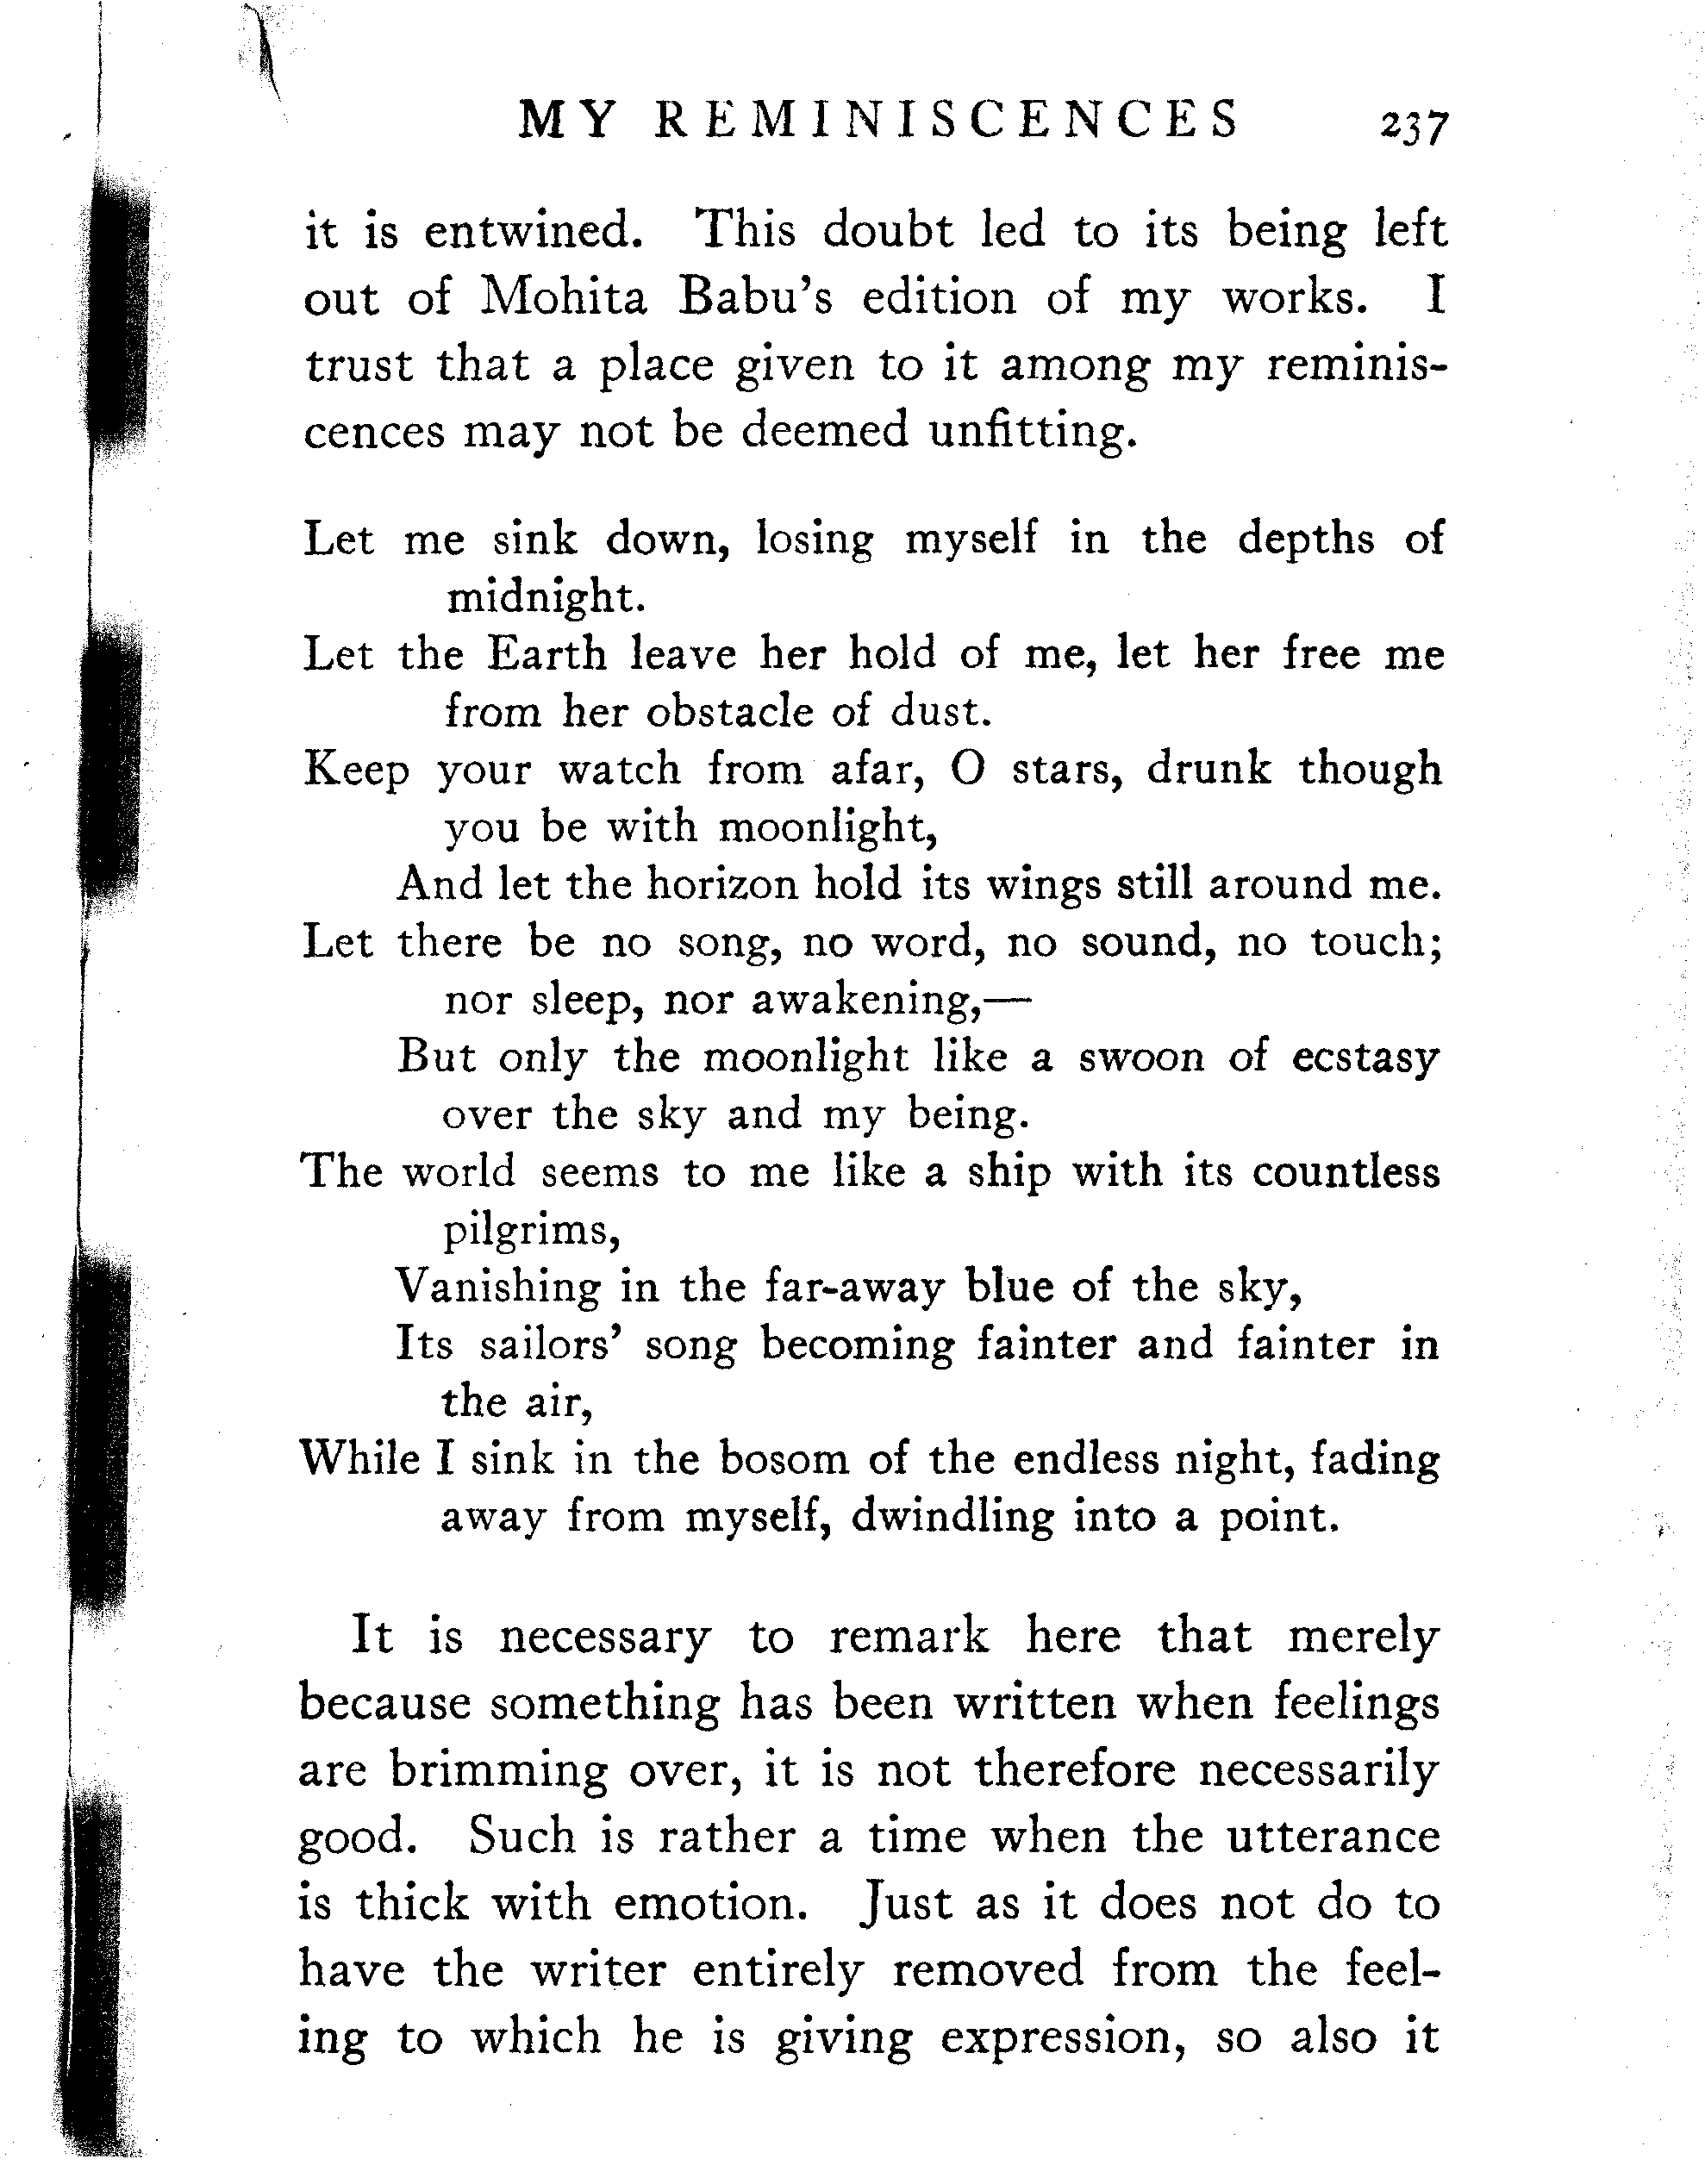 MY REMINISCENCES 237
it is entwined. This doubt led to its being left
out of Mohita Babu's edition of my works. I
trust that a place given to it among my reminis-
cences may not be deemed unfitting.
Let me sink down, losing myself in the depths of
midnight.
Let the Earth leave her hold of me, let her free me
from her obstacle of dust.
Keep your watch from afar, O stars, drunk though
you be with moonlight,
And let the horizon hold its wings still around me.
Let there be no song, no word, no sound, no touch;
nor sleep, nor awakening,—
But only the moonlight like a swoon of ecstasy
over the sky and my being.
The world seems to me like a ship with its countless
pilgrims,
Vanishing in the far-away blue of the sky,
Its sailors' song becoming fainter and fainter in
the air,
While I sink in the bosom of the endless night, fading
away from myself, dwindling into a point.
It is necessary to remark here that merely
because something has been written when feelings
are brimming over, it is not therefore necessarily
good. Such is rather a time when the utterance
is thick with emotion. Just as it does not do to
have the writer entirely removed from the feel-
ing to which he is giving expression, so also it